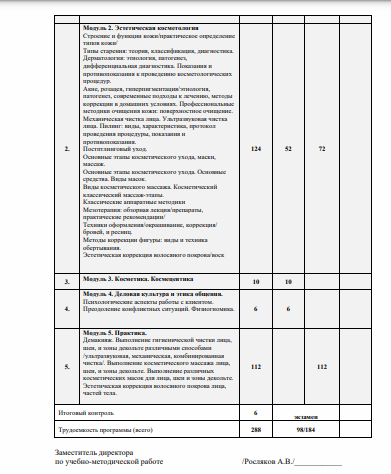 Модуль 2. Эстетическая косметология
Строение и функции кожи/практическое определение
типов кожи/
Типы старения: теория, классификация, диагностика.
Дерматология: этиология, патогенез,
дифференциальная диагностика. Показания и
противопоказания к проведению косметологических
процедур.
Акне, розацеа, гиперпигментация/этиология,
патогенез, современные подходы к лечению, методы
коррекции в домашних условиях. Профессиональные
методики очищения кожи: поверхностное очищение.
Механическая чистка лица. Ультразвуковая чистка
лица. Пилинг: виды, характеристика, протокол
проведения процедуры, показания и
противопоказания.
2. 124 52 72
Постпилинговый уход.
Основные этапы косметического ухода, маски,
массаж.
Основные этапы косметического ухода. Основные
средства. Виды масок.
Виды косметического массажа. Косметический
классический массаж-этапы.
Классические аппаратные методики
Мезотерапия: обзорная лекция/препараты,
практические рекомендации/
Техники оформления/окрашивание, коррекция/
бровей, и ресниц.
Методы коррекции фигуры: виды и техника
обертывания.
Эстетическая коррекция волосяного покрова/воск
3. Модуль 3. Косметика. Космецевтика 10 10
Модуль 4. Деловая культура и этика общения.
4. Психологические аспекты работы с клиентом. 6 6
Преодоление конфликтных ситуаций. Физиогномика.
Модуль 5. Практика.
Демакияж. Выполнение гигиенической чистки лица,
шеи, и зоны декольте различными способами
/ультразвуковая, механическая, комбинированная
5. чистка/. Выполнение косметического массажа лица, 112 112
шеи, и зоны декольте. Выполнение различных
косметических масок для лица, шеи и зоны декольте.
Эстетическая коррекция волосяного покрова лица,
частей тела.
Итоговый контроль 6 экзамен
Трудоемкость программы (всего) 288 98/184
Заместитель директора
по учебно-методической работе /Росляков А.В./